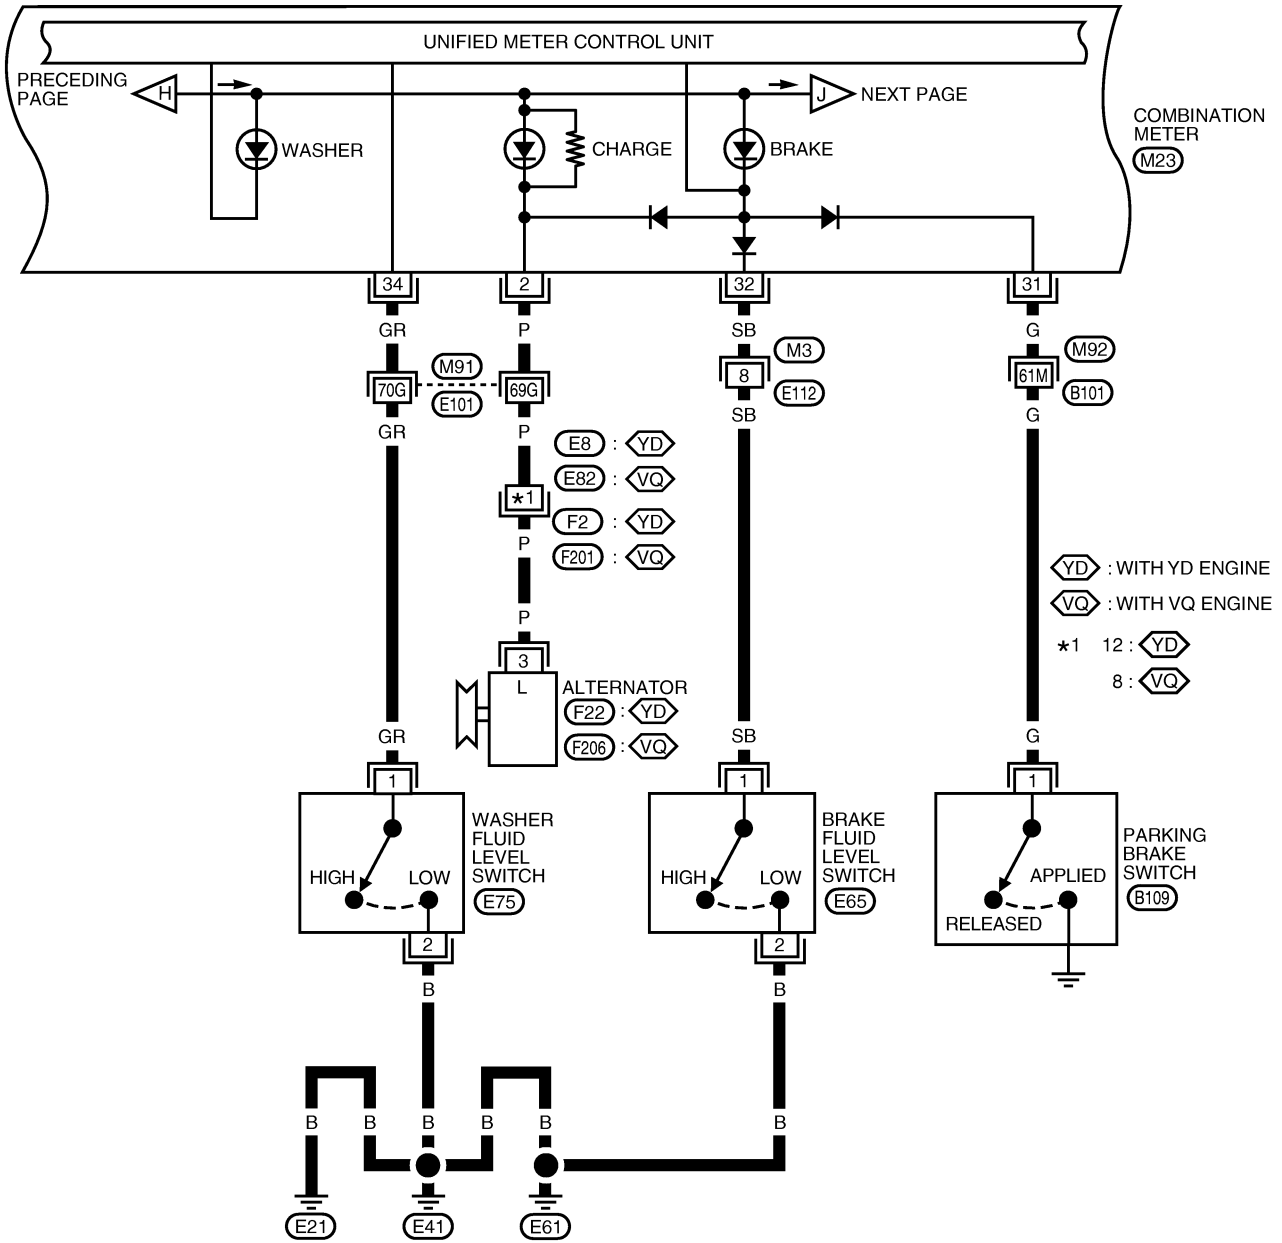 UNIFIED METER CONTROL UNIT
PRECEDING
PAGE
H
J
NEXT PAGE
COMBINATION
METER
M23
WASHER
CHARGE
BRAKE
34
2
32
31
GR
P
SB
G
M91
E101
70G
69G
M3
8
E112
M92
61M
B101
GR
P
SB
G
E8 : YD
E82 : VQ
*1
F2 : YD
F201 : VQ
P
P
YD : WITH YD ENGINE
VQ : WITH VQ ENGINE
*1 12 : YD
8 : VQ
3
L
ALTERNATOR
F22 : YD
F206 : VQ
GR
SB
G
1
1
1
HIGH
LOW
WASHER
FLUID
LEVEL
SWITCH
E75
HIGH
LOW
BRAKE
FLUID
LEVEL
SWITCH
E65
APPLIED
RELEASED
PARKING
BRAKE
SWITCH
B109
2
2
B
B
B
B
B
B
B
B
E21
E41
E61